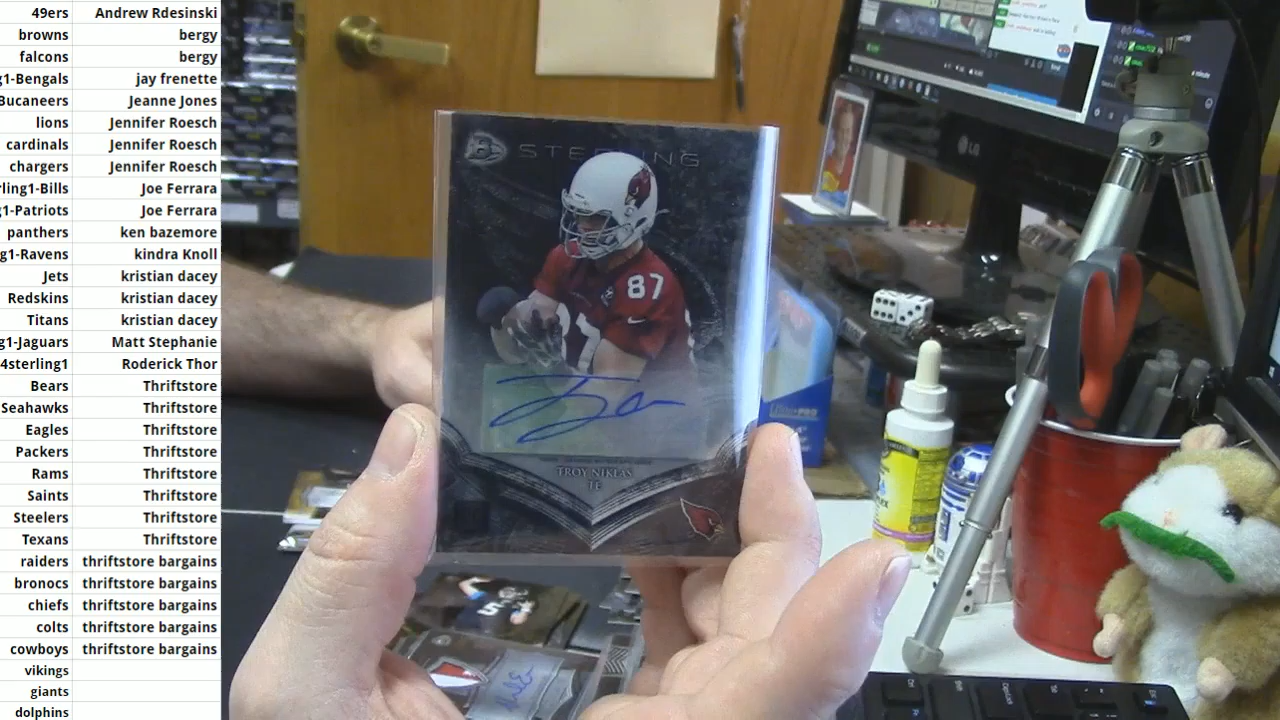 49ers Andrew Rdesinski
browns bergy
falcons bergy
g1-Bengals jay frenette
Bucaneers Jeanne Jones
lions Jennifer Roesch
cardinals Jennifer Roesch
chargers Jennifer Roesch
rling1-Bills Joe Ferrara
g1-Patriots Joe Ferrara
panthers ken bazemore
g1-Ravens kindra Knoll
Jets kristian dacey
Redskins kristian dacey
Titans kristian dacey
g1-Jaguars Matt Stephanie
4sterling1 Roderick Thor
Bears Thriftstore
Seahawks Thriftstore
Eagles Thriftstore
Packers Thriftstore
Rams Thriftstore
Saints Thriftstore
Steelers Thriftstore
Texans Thriftstore
raiders thriftstore bargains
broncos thriftstore bargains
chiefs thriftstore bargains
colts thriftstore bargains
cowboys thriftstore bargains
vikings
giants
dolphins
B STERLING
87
TROY NIKLAS
TE
LG
5